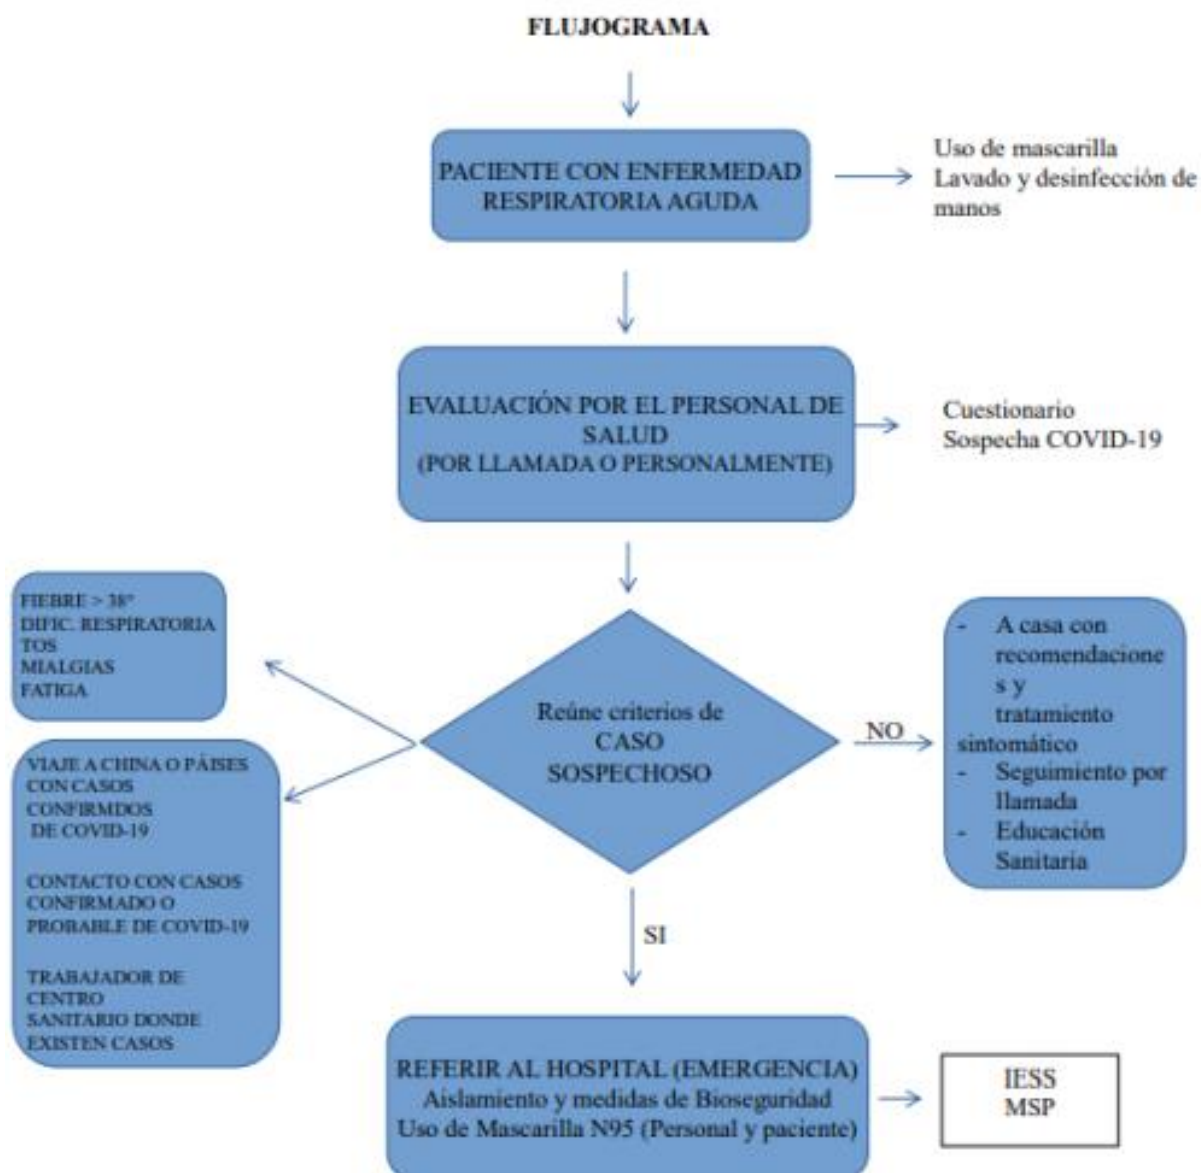 FLUJOGRAMA
PACIENTE CON ENFERMEDAD
RESPIRATORIA AGUDA
Uso de mascarilla
Lavado y desinfección de
manos
EVALUACIÓN POR EL PERSONAL DE
SALUD
(POR LLAMADA O PERSONALMENTE)
Cuestionario
Sospecha COVID-19
FIEBRE > 38°
DIFIC. RESPIRATORIA
TOS
MIALGIAS
FATIGA
VIAJE A CHINA O PÁISES
CON CASOS
CONFIRMDOS
DE COVID-19
CONTACTO CON CASOS
CONFIRMADO O
PROBABLE DE COVID-19
TRABAJADOR DE
CENTRO
SANITARIO DONDE
EXISTEN CASOS
Reúne criterios de
CASO
SOSPECHOSO
NO
- A casa con
recomendacione
s y
tratamiento
sintomático
- Seguimiento por
llamada
- Educación
Sanitaria
SI
REFERIR AL HOSPITAL (EMERGENCIA)
Aislamiento y medidas de Bioseguridad
Uso de Mascarilla N95 (Personal y paciente)
IESS
MSP